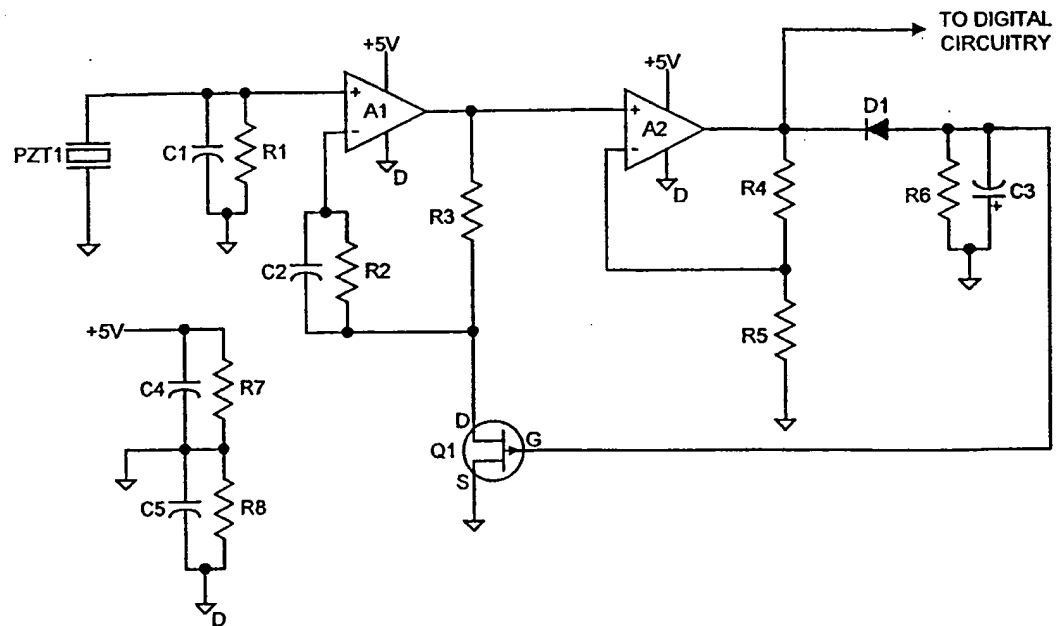 TO DIGITAL
CIRCUITRY
+5V
+5V
+
A1
-
D
+
A2
-
D
D1
PZT1
C1
R1
R3
R4
R6
C3
+
C2
R2
R5
+5V
C4
R7
D
Q1
G
S
C5
R8
D